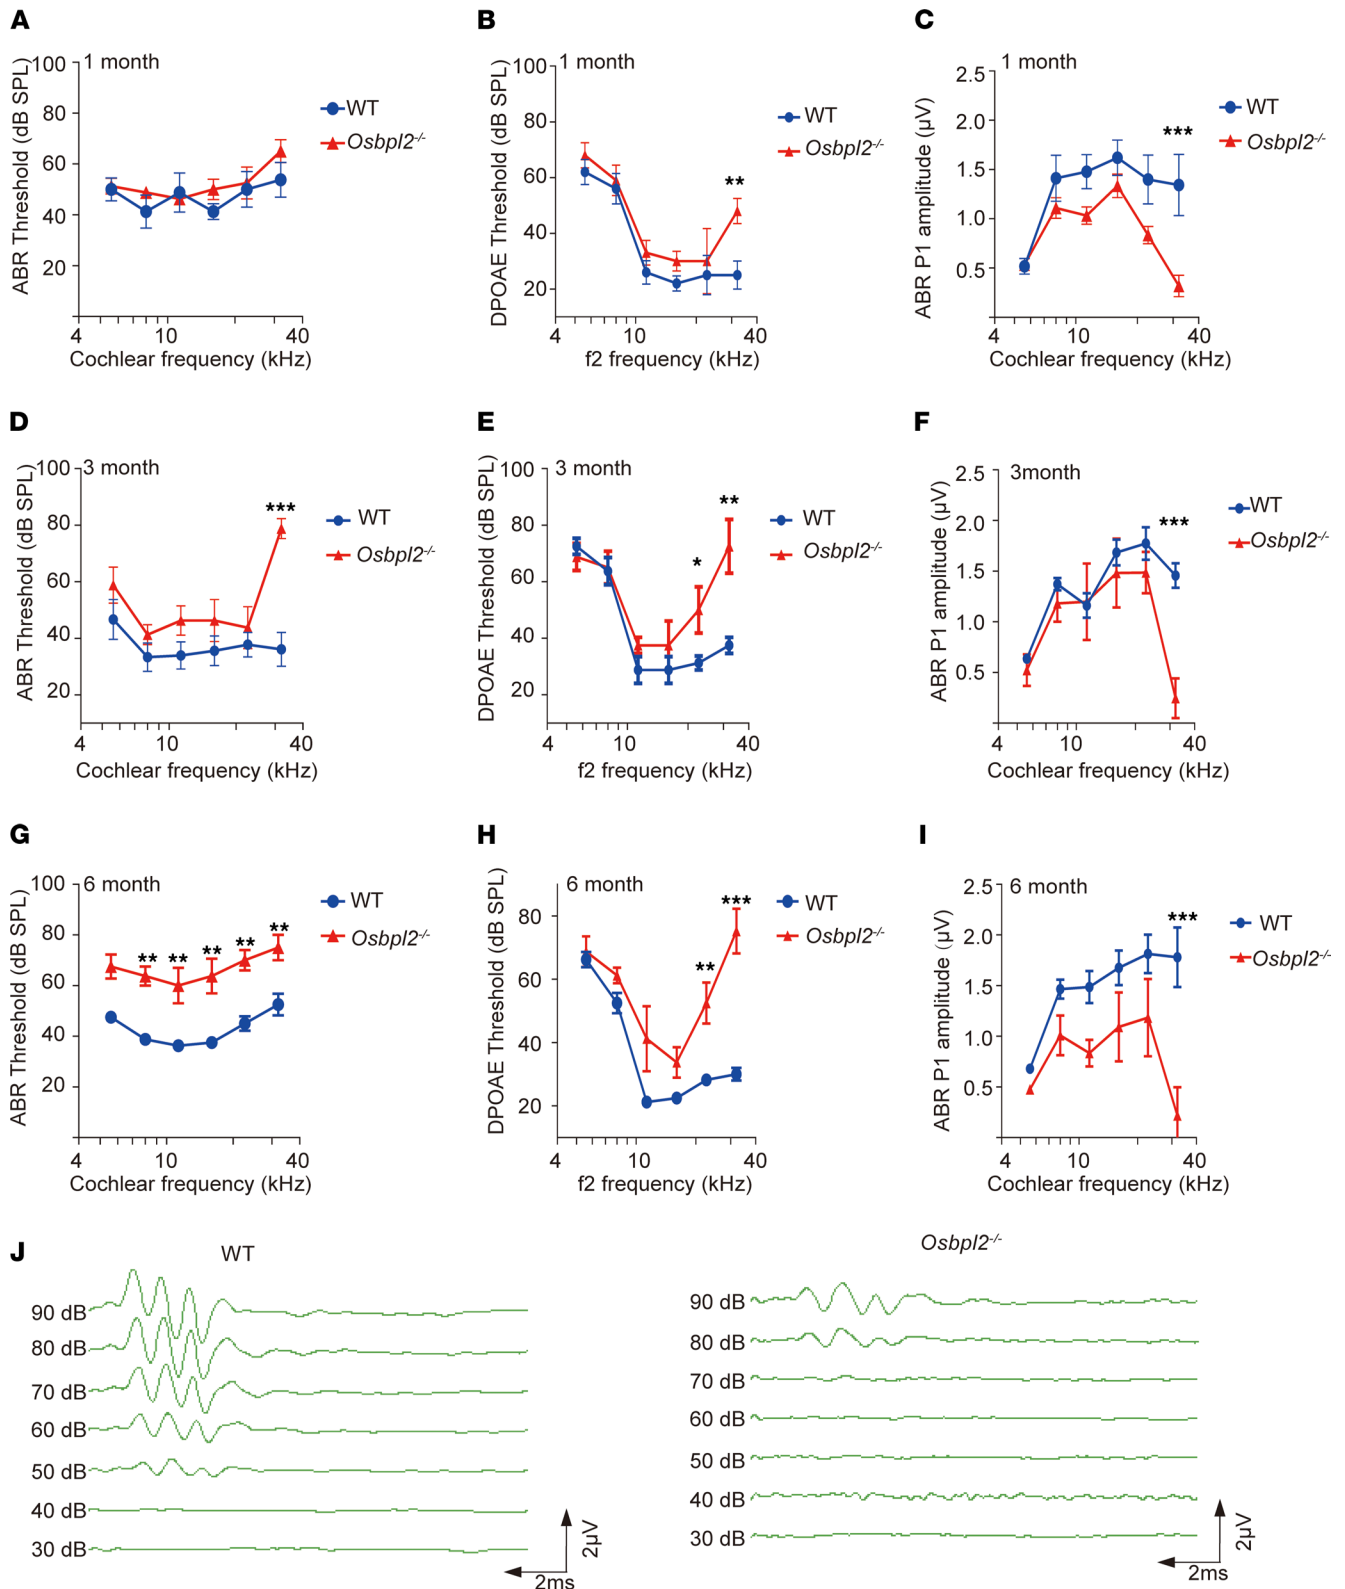 A
1 month
ABR Threshold (dB SPL)
100
80
60
40
20
4
10
40
Cochlear frequency (kHz)
WT
Osbpl2-/-
B
1 month
DPOAE Threshold (dB SPL)
100
80
60
40
20
4
10
40
f2 frequency (kHz)
WT
Osbpl2-/-
**
C
1 month
ABR P1 amplitude (µV)
2.5
2.0
1.5
1.0
0.5
4
10
40
Cochlear frequency (kHz)
WT
Osbpl2-/-
***
D
3 month
ABR Threshold (dB SPL)
100
80
60
40
20
4
10
40
Cochlear frequency (kHz)
***
WT
Osbpl2-/-
E
3 month
DPOAE Threshold (dB SPL)
100
80
60
40
20
4
10
40
f2 frequency (kHz)
*
**
WT
Osbpl2-/-
F
3month
ABR P1 amplitude (µV)
2.5
2.0
1.5
1.0
0.5
4
10
40
Cochlear frequency (kHz)
***
WT
Osbpl2-/-
G
6 month
ABR Threshold (dB SPL)
100
80
60
40
20
4
10
40
Cochlear frequency (kHz)
**
**
**
**
**
WT
Osbpl2-/-
H
6 month
DPOAE Threshold (dB SPL)
80
60
40
20
4
10
40
f2 frequency (kHz)
**
***
WT
Osbpl2-/-
I
6 month
ABR P1 amplitude (µV)
2.5
2.0
1.5
1.0
0.5
4
10
40
Cochlear frequency (kHz)
***
WT
Osbpl2-/-
J
WT
90 dB
80 dB
70 dB
60 dB
50 dB
40 dB
30 dB
2µV
2ms
Osbpl2-/-
90 dB
80 dB
70 dB
60 dB
50 dB
40 dB
30 dB
2µV
2ms